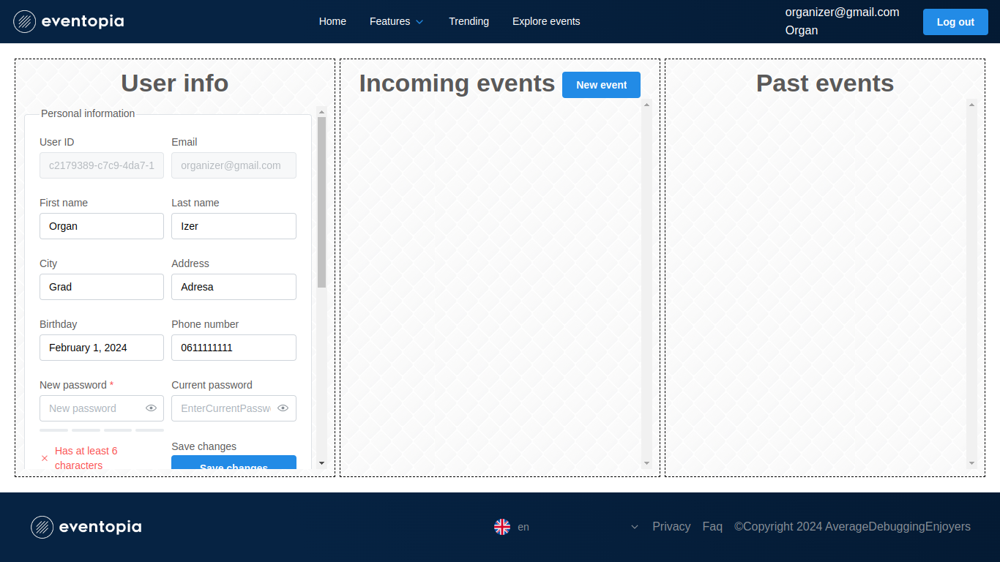 eventopia
Home
Features
Trending
Explore events
organizer@gmail.com
Organ
Log out
User info
Personal information
User ID
Email
c2179389-c7c9-4da7-1
organizer@gmail.com
First name
Last name
Organ
Izer
City
Address
Grad
Adresa
Birthday
Phone number
February 1, 2024
0611111111
New password *
Current password
New password
EnterCurrentPassw
Has at least 6
characters
Save changes
Save changes
Incoming events
New event
Past events
eventopia
en
Privacy
Faq
©Copyright 2024 AverageDebuggingEnjoyers